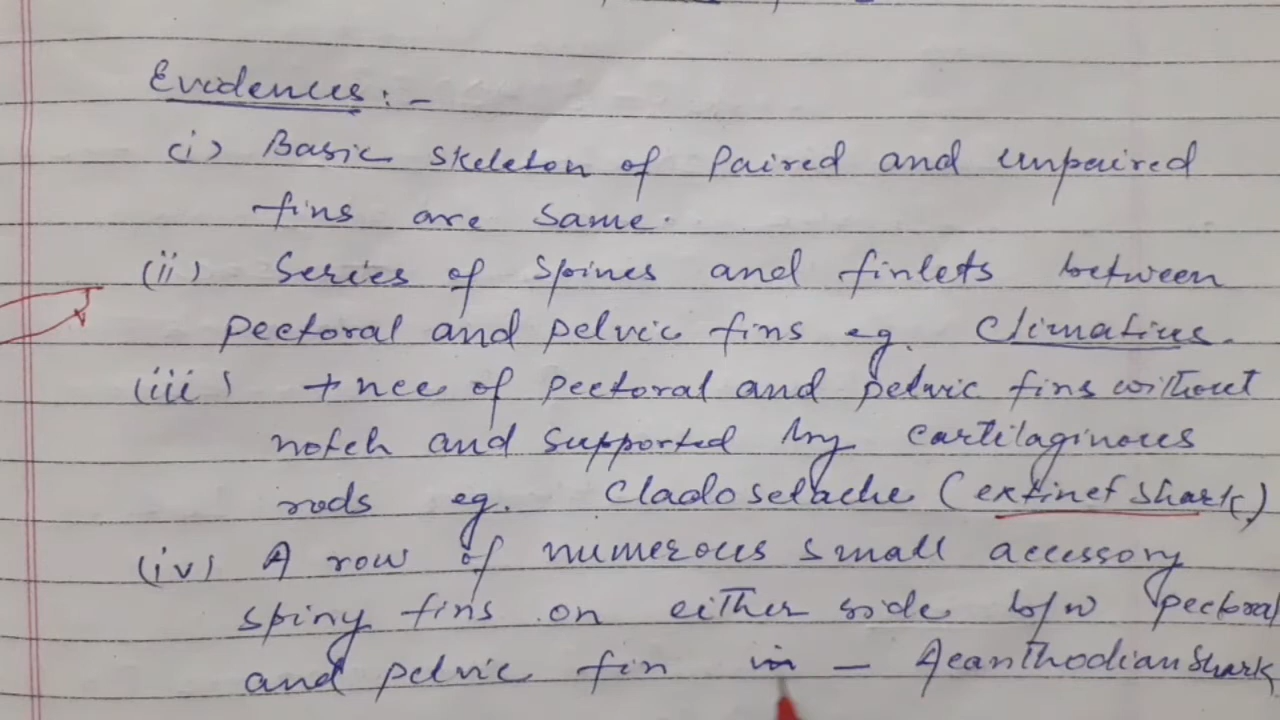 Evidences:-
(i) Basic skeleton of Paired and unpaired
fins are same.
(ii) Series of spines and finlets between
pectoral and pelvic fins eg. Climatius.
(iii) +nce of pectoral and pelvic fins without
notch and supported by cartilaginous
rods eg. Cladoselache (extinct shark)
(iv) A row of numerous small accessory
spiny fins on either side b/w pectoral
and pelvic fin in - Acanthodian Shark